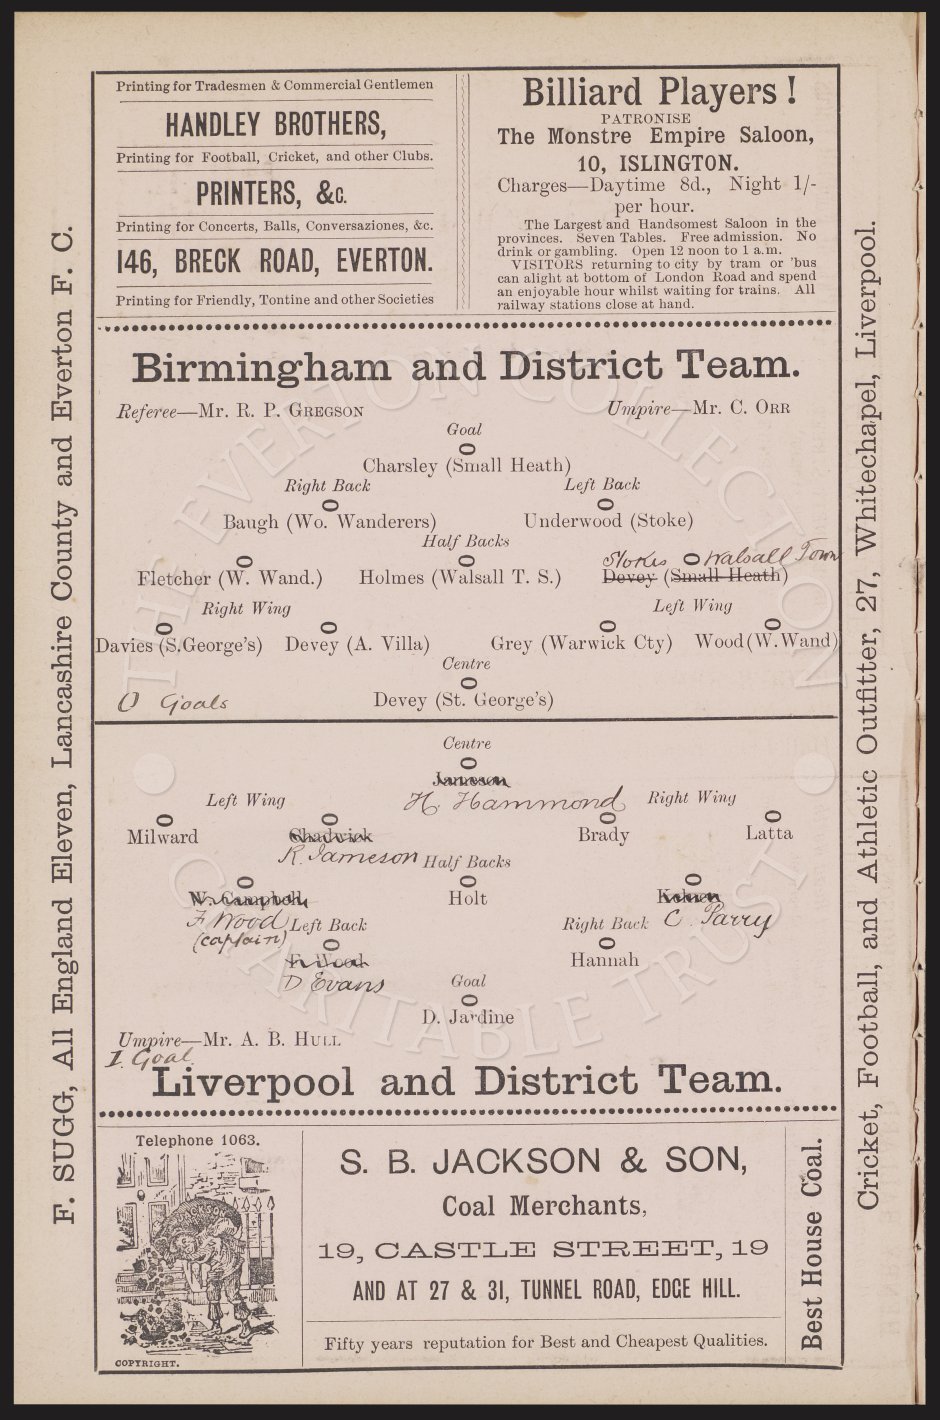 Printing for Tradesmen & Commercial Gentlemen
HANDLEY BROTHERS,
Printing for Football, Cricket, and other Clubs.
PRINTERS, &c.
Printing for Concerts, Balls, Conversaziones, &c.
146, BRECK ROAD, EVERTON.
Printing for Friendly, Tontine and other Societies
Billiard Players!
PATRONISE
The Monstre Empire Saloon,
10, ISLINGTON.
Charges—Daytime 8d., Night 1/-
per hour.
The Largest and Handsomest Saloon in the
provinces. Seven Tables. Free admission. No
drink or gambling. Open 12 noon to 1 a.m.
VISITORS returning to city by tram or 'bus
can alight at bottom of London Road and spend
an enjoyable hour whilst waiting for trains. All
railway stations close at hand.
F. SUGG, All England Eleven, Lancashire County and Everton F. C.
Birmingham and District Team.
Referee—Mr. R. P. GREGSON Umpire—Mr. C. ORR
Goal
O
Charsley (Small Heath)
Right Back Left Back
O O
Baugh (Wo. Wanderers) Underwood (Stoke)
Half Backs
Stokes Walsall Town
O O O
Fletcher (W. Wand.) Holmes (Walsall T. S.) Devey (Small Heath)
Right Wing Left Wing
O O O O
Davies (S.George's) Devey (A. Villa) Grey (Warwick Cty) Wood (W.Wand)
Centre
O
Devey (St. George's)
0 Goals
Centre
O
Jameson
H. Hammond
Left Wing Right Wing
O O O O
Milward Chadwick Brady Latta
R. Jameson
Half Backs
O O O
W. Campbell Holt Kelso
F Wood C. Parry
(captain)
Left Back Right Back
O O
F. Wood Hannah
D Evans
Goal
O
D. Jardine
Umpire—Mr. A. B. HULL
1. Goal.
Liverpool and District Team.
Cricket, Football, and Athletic Outfitter, 27, Whitechapel, Liverpool.
Telephone 1063.
JACKSON
COPYRIGHT.
S. B. JACKSON & SON,
Coal Merchants,
19, CASTLE STREET, 19
AND AT 27 & 31, TUNNEL ROAD, EDGE HILL.
Fifty years reputation for Best and Cheapest Qualities.
Best House Coal.
THE EVERTON COLLECTION
CHARITABLE TRUST